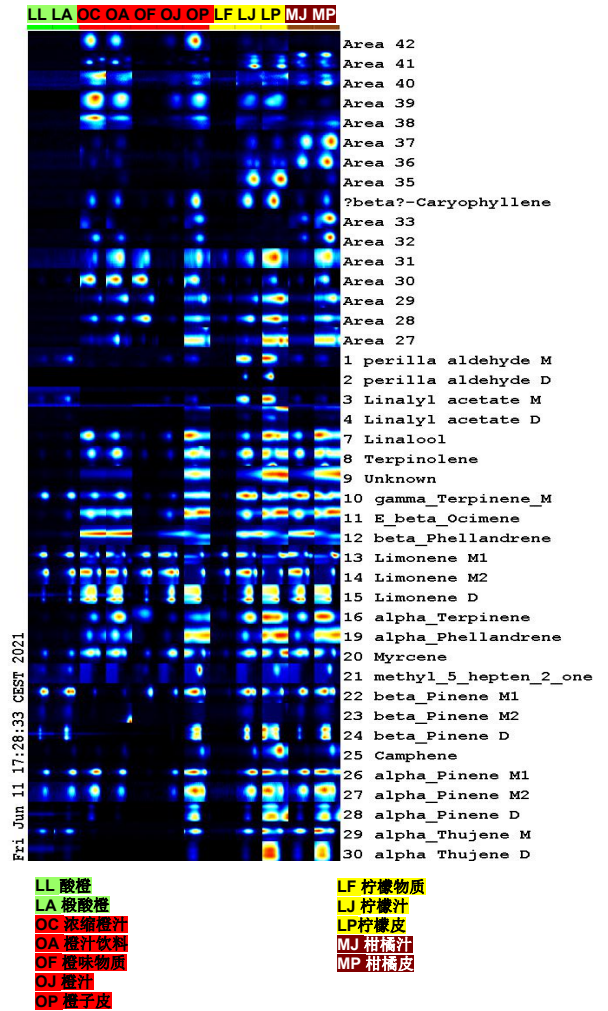 LL LA OC OA OF OJ OP LF LJ LP MJ MP
Area 42
Area 41
Area 40
Area 39
Area 38
Area 37
Area 36
Area 35
?beta?-Caryophyllene
Area 33
Area 32
Area 31
Area 30
Area 29
Area 28
Area 27
1 perilla aldehyde M
2 perilla aldehyde D
3 Linalyl acetate M
4 Linalyl acetate D
7 Linalool
8 Terpinolene
9 Unknown
10 gamma_Terpinene_M
11 E_beta_Ocimene
12 beta_Phellandrene
13 Limonene M1
14 Limonene M2
15 Limonene D
16 alpha_Terpinene
19 alpha_Phellandrene
20 Myrcene
21 methyl_5_hepten_2_one
22 beta_Pinene M1
23 beta_Pinene M2
24 beta_Pinene D
25 Camphene
26 alpha_Pinene M1
27 alpha_Pinene M2
28 alpha_Pinene D
29 alpha_Thujene M
30 alpha Thujene D
Fri Jun 11 17:28:33 CEST 2021
LL 酸橙
LA 椴酸橙
OC 浓缩橙汁
OA 橙汁饮料
OF 橙味物质
OJ 橙汁
OP 橙子皮
LF 柠檬物质
LJ 柠檬汁
LP柠檬皮
MJ 柑橘汁
MP 柑橘皮